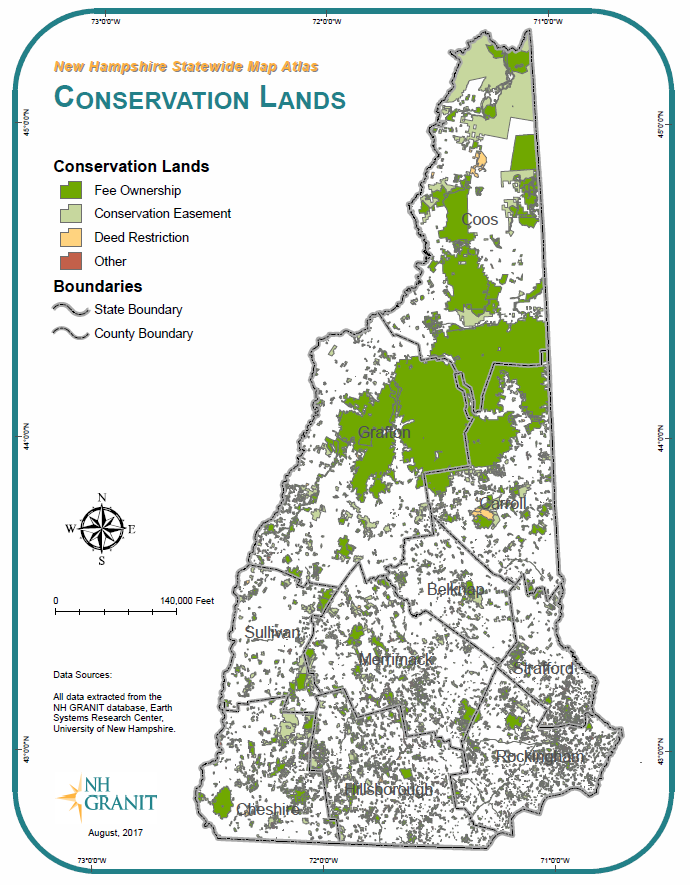 73°0'0"W 72°0'0"W 71°0'0"W
New Hampshire Statewide Map Atlas
CONSERVATION LANDS
45°0'0"N 45°0'0"N
Conservation Lands
Fee Ownership
Conservation Easement
Deed Restriction
Other
Boundaries
State Boundary
County Boundary
Coos
44°0'0"N 44°0'0"N
Grafton
Carroll
N
W E
S
Belknap
0 140,000 Feet
Sullivan
Merrimack
Strafford
Data Sources:
All data extracted from the
NH GRANIT database, Earth
Systems Research Center,
University of New Hampshire.
43°0'0"N 43°0'0"N
Rockingham
Hillsborough
Cheshire
NH
GRANIT
August, 2017
73°0'0"W 72°0'0"W 71°0'0"W